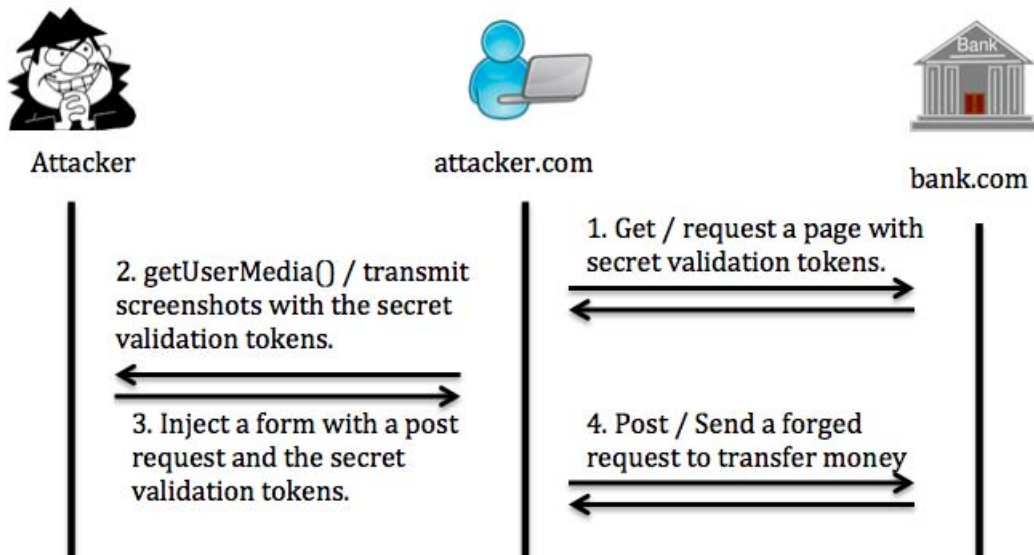 Bank
Attacker
attacker.com
bank.com
1. Get / request a page with
secret validation tokens.
2. getUserMedia() / transmit
screenshots with the secret
validation tokens.
3. Inject a form with a post
request and the secret
validation tokens.
4. Post / Send a forged
request to transfer money